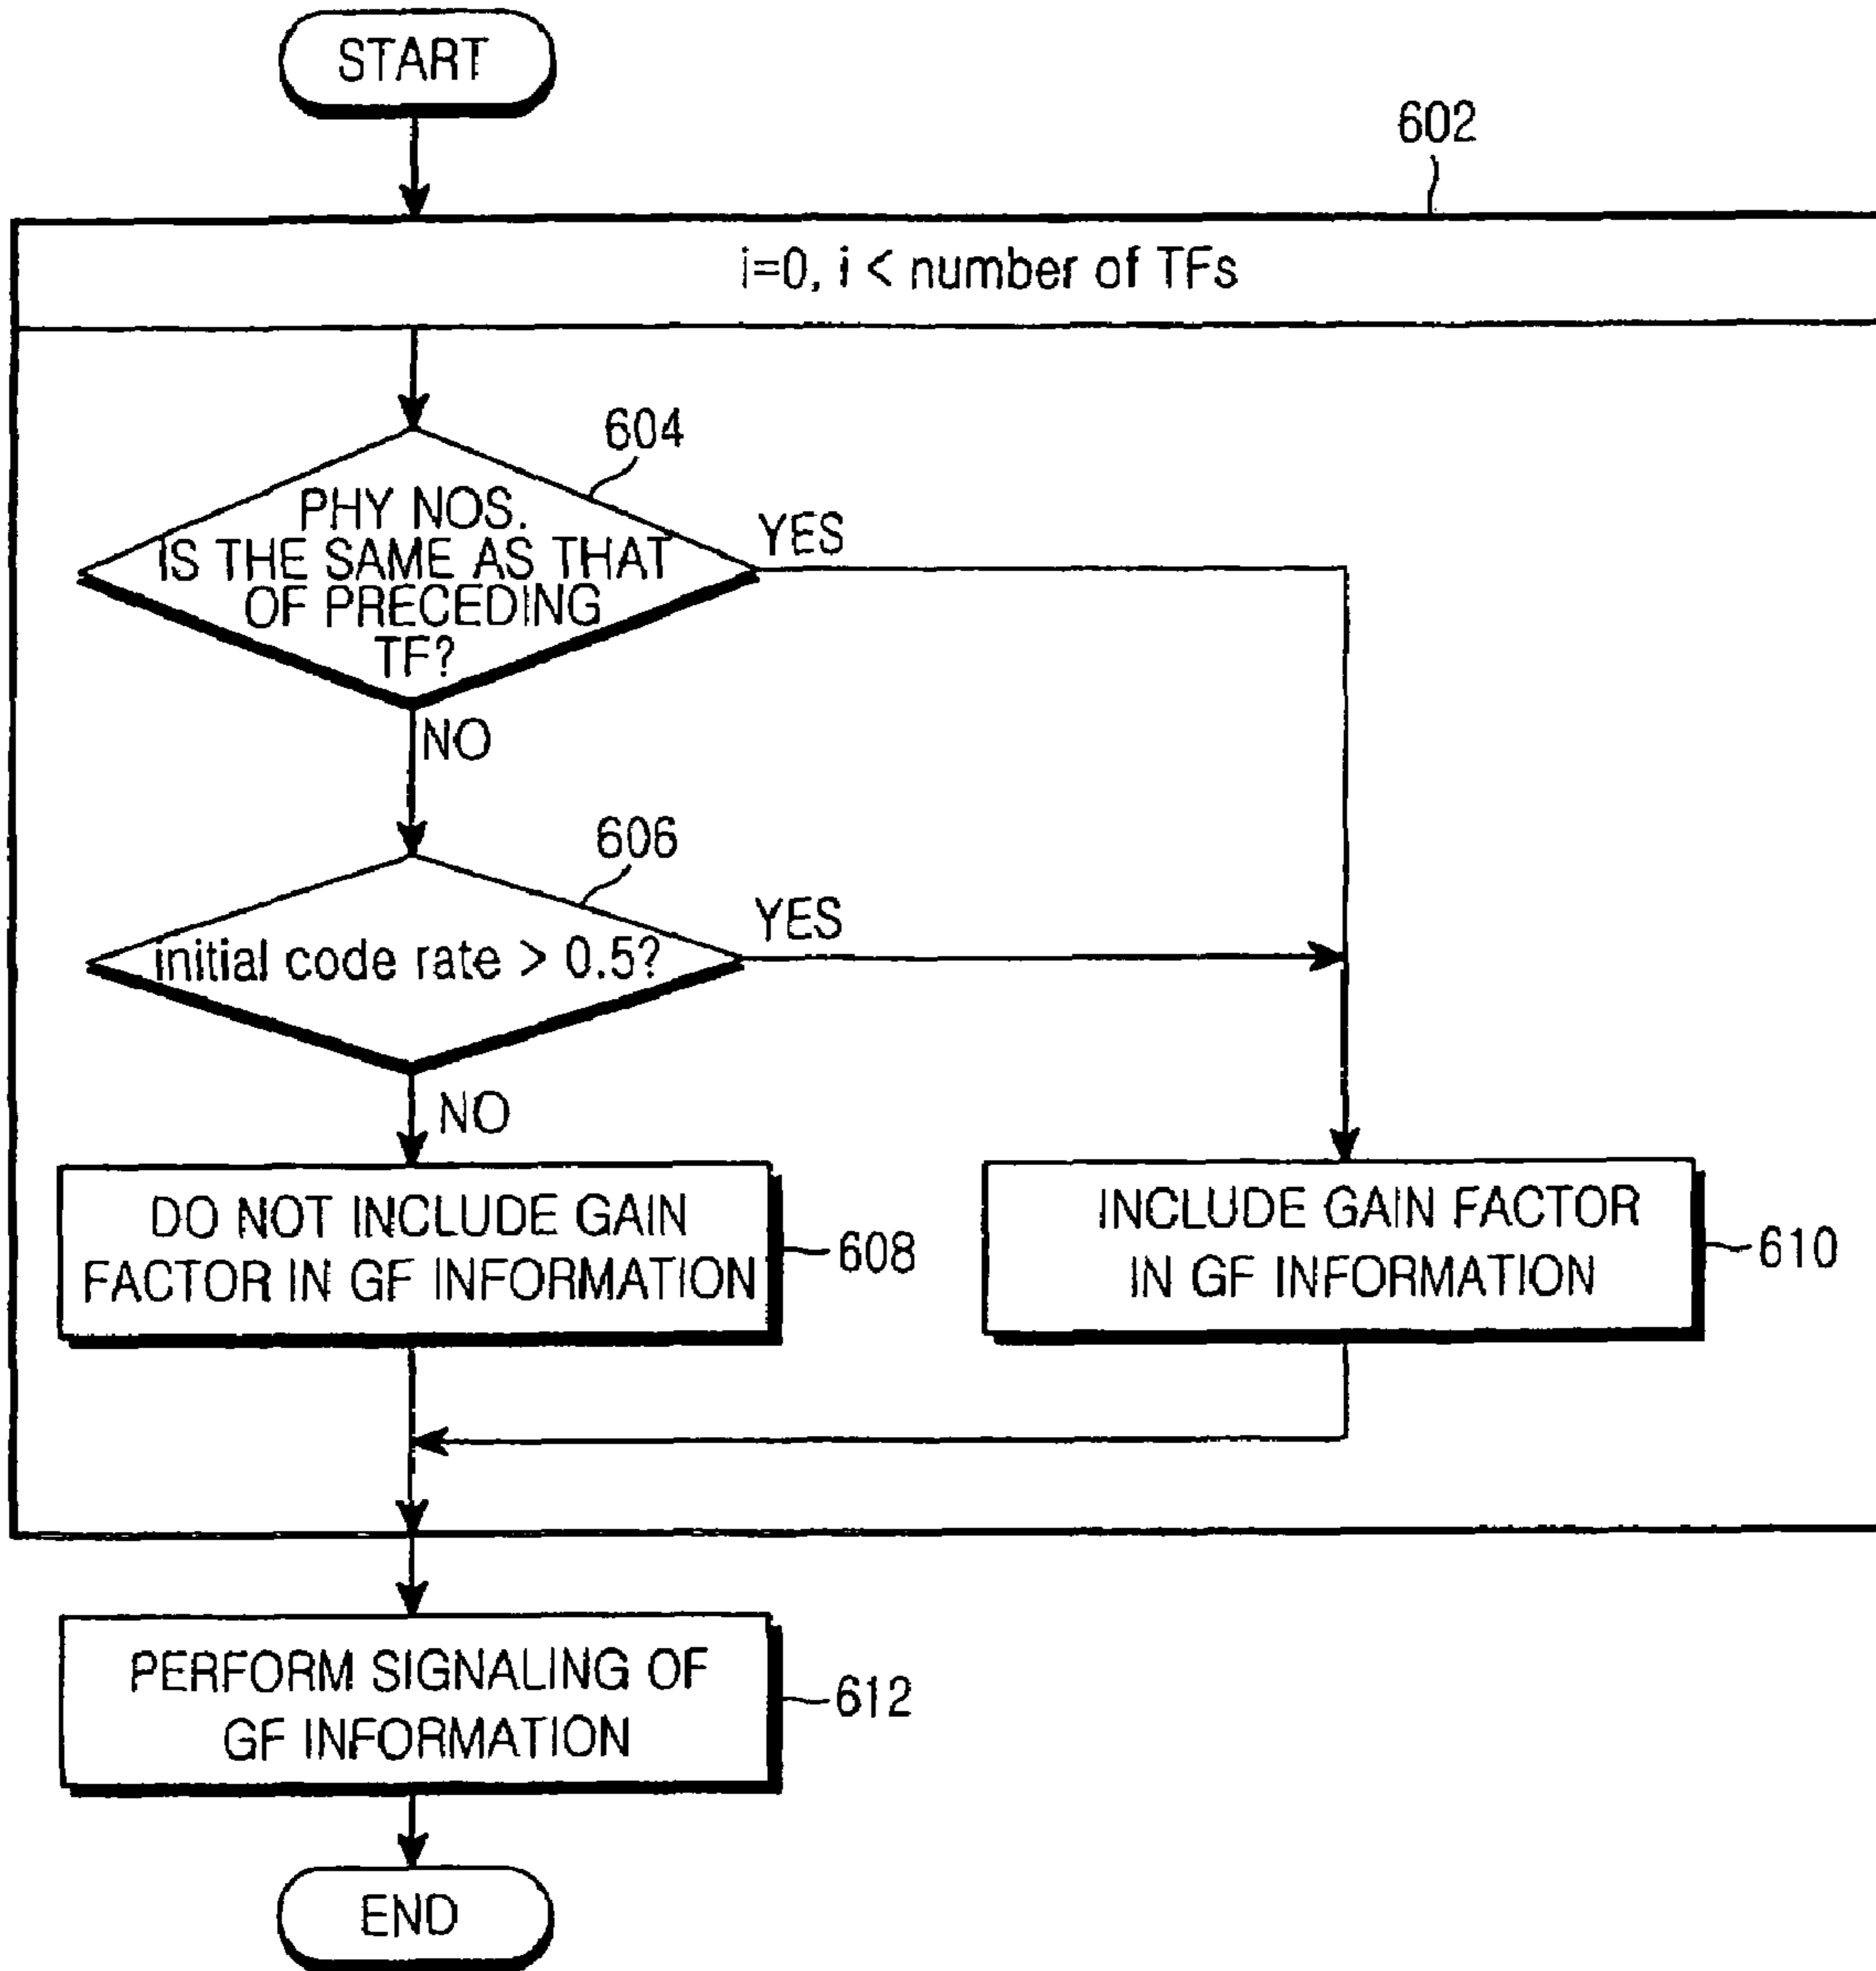 START
602
i=0, i < number of TFs
604
PHY NOS.
IS THE SAME AS THAT
OF PRECEDING
TF?
YES
NO
606
initial code rate > 0.5?
YES
NO
DO NOT INCLUDE GAIN
FACTOR IN GF INFORMATION
608
INCLUDE GAIN FACTOR
IN GF INFORMATION
610
PERFORM SIGNALING OF
GF INFORMATION
612
END